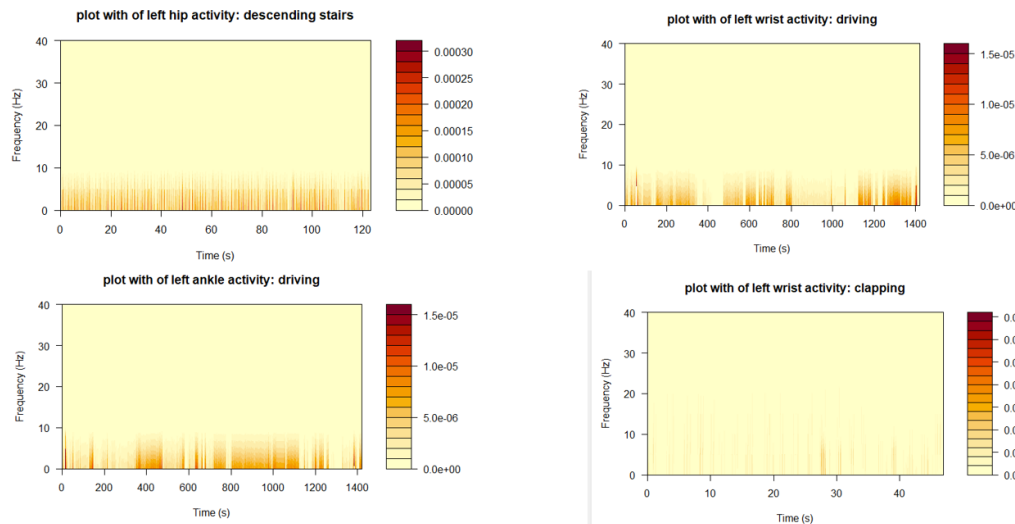 plot with of left hip activity: descending stairs
40
30
20
10
0
Frequency (Hz)
0 20 40 60 80 100 120
Time (s)
0.00030
0.00025
0.00020
0.00015
0.00010
0.00005
0.00000
plot with of left wrist activity: driving
40
30
20
10
0
Frequency (Hz)
0 200 400 600 800 1000 1200 1400
Time (s)
1.5e-05
1.0e-05
5.0e-06
0.0e+00
plot with of left ankle activity: driving
40
30
20
10
0
Frequency (Hz)
0 200 400 600 800 1000 1200 1400
Time (s)
1.5e-05
1.0e-05
5.0e-06
0.0e+00
plot with of left wrist activity: clapping
40
30
20
10
0
Frequency (Hz)
0 10 20 30 40
Time (s)